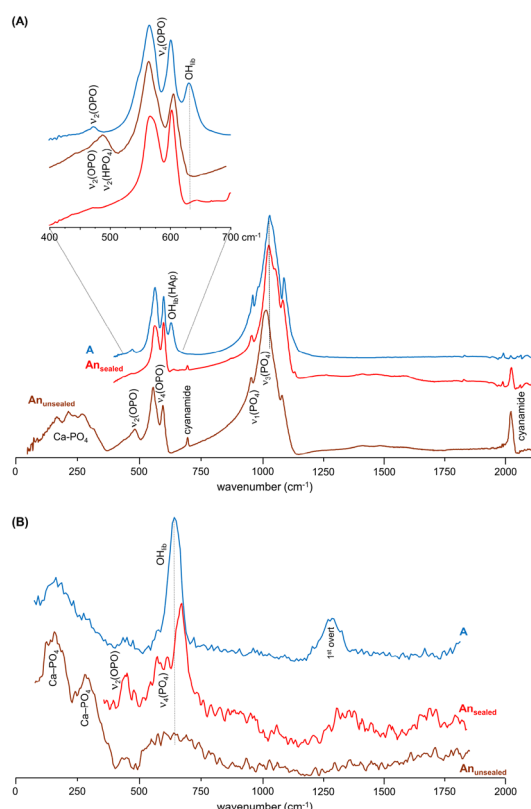 (A)
ν₄(OPO)
OHlib
ν₂(OPO)
ν₂(OPO)
ν₂(HPO₄)
400 500 600 700 cm⁻¹
OHlib(HAp)
A
Ansealed
Anunsealed
Ca-PO₄
ν₂(OPO)
ν₄(OPO)
cyanamide
ν₁(PO₄)
ν₃(PO₄)
cyanamide
0 250 500 750 1000 1250 1500 1750 2000
wavenumber (cm⁻¹)
(B)
OHlib
1st overt
A
Ca–PO₄
Ca–PO₄
ν₂(OPO)
ν₄(PO₄)
Ansealed
Anunsealed
0 250 500 750 1000 1250 1500 1750 2000
wavenumber (cm⁻¹)